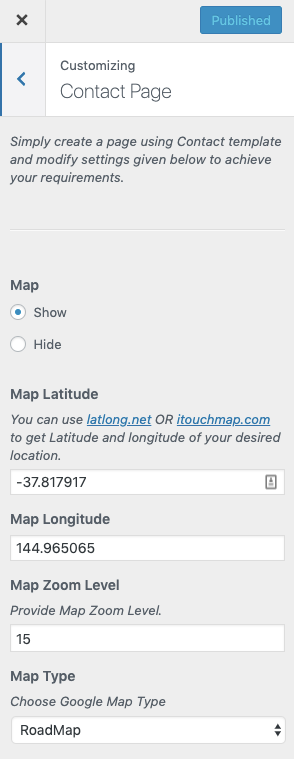 Published
Customizing
Contact Page
Simply create a page using Contact template
and modify settings given below to achieve
your requirements.
Map
Show
Hide
Map Latitude
You can use latlong.net OR itouchmap.com
to get Latitude and longitude of your desired
location.
-37.817917
Map Longitude
144.965065
Map Zoom Level
Provide Map Zoom Level.
15
Map Type
Choose Google Map Type
RoadMap